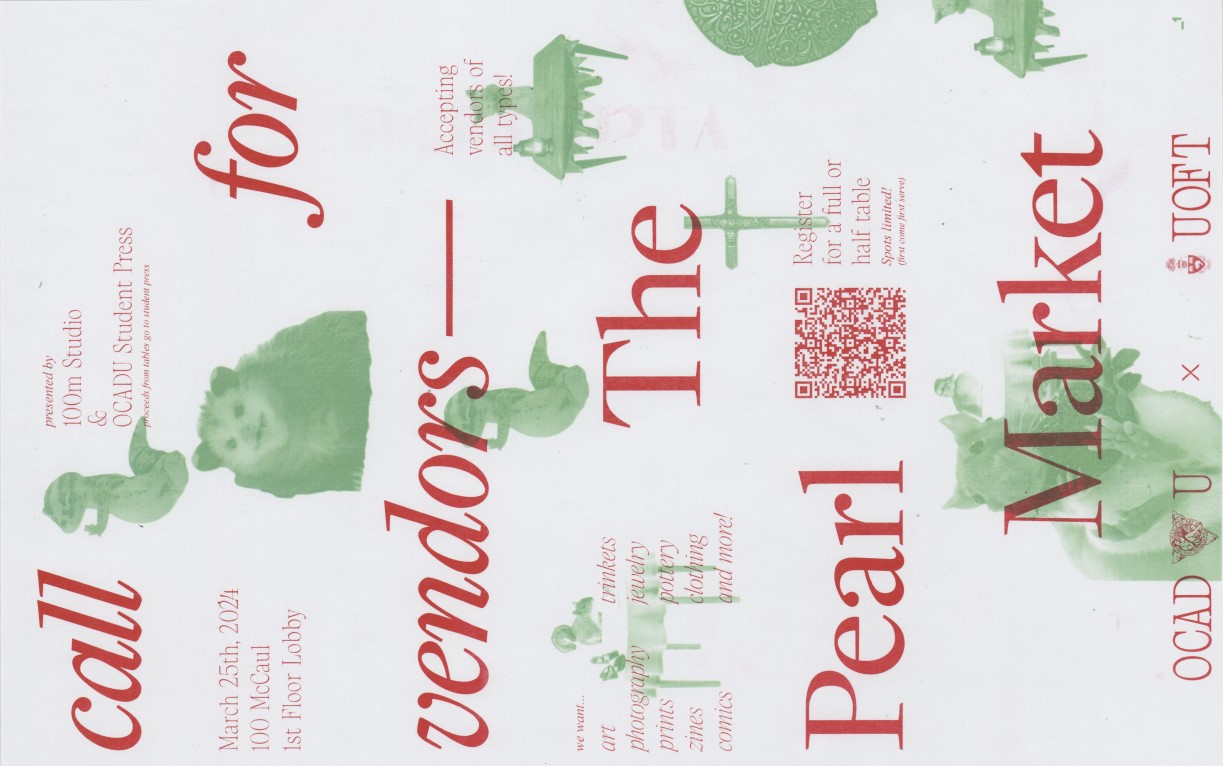 call
presented by
100m Studio
&
OCADU Student Press
proceeds from tables go to student press
March 25th, 2024
100 McCaul
1st Floor Lobby
for
vendors—
Accepting
vendors of
all types!
we want...
art
photography
prints
zines
comics
trinkets
jewelry
pottery
clothing
and more!
The
Pearl
Register
for a full or
half table
Spots limited!
(first come first serve)
Market
OCAD U
×
UOFT
_1